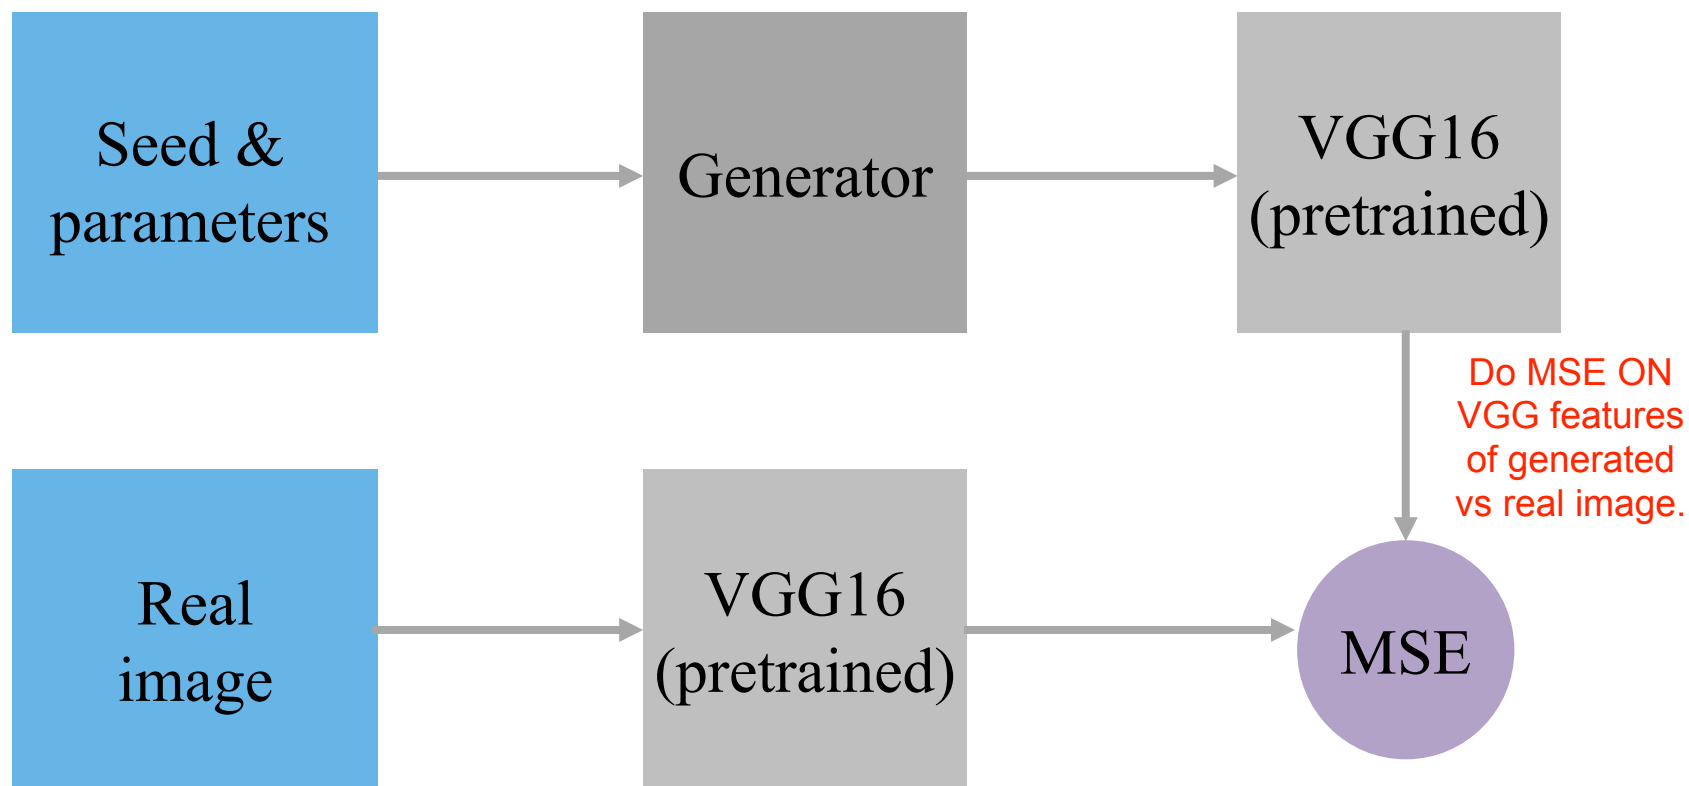 Seed &
parameters
Generator
VGG16
(pretrained)
Do MSE ON
VGG features
of generated
vs real image.
Real
image
VGG16
(pretrained)
MSE